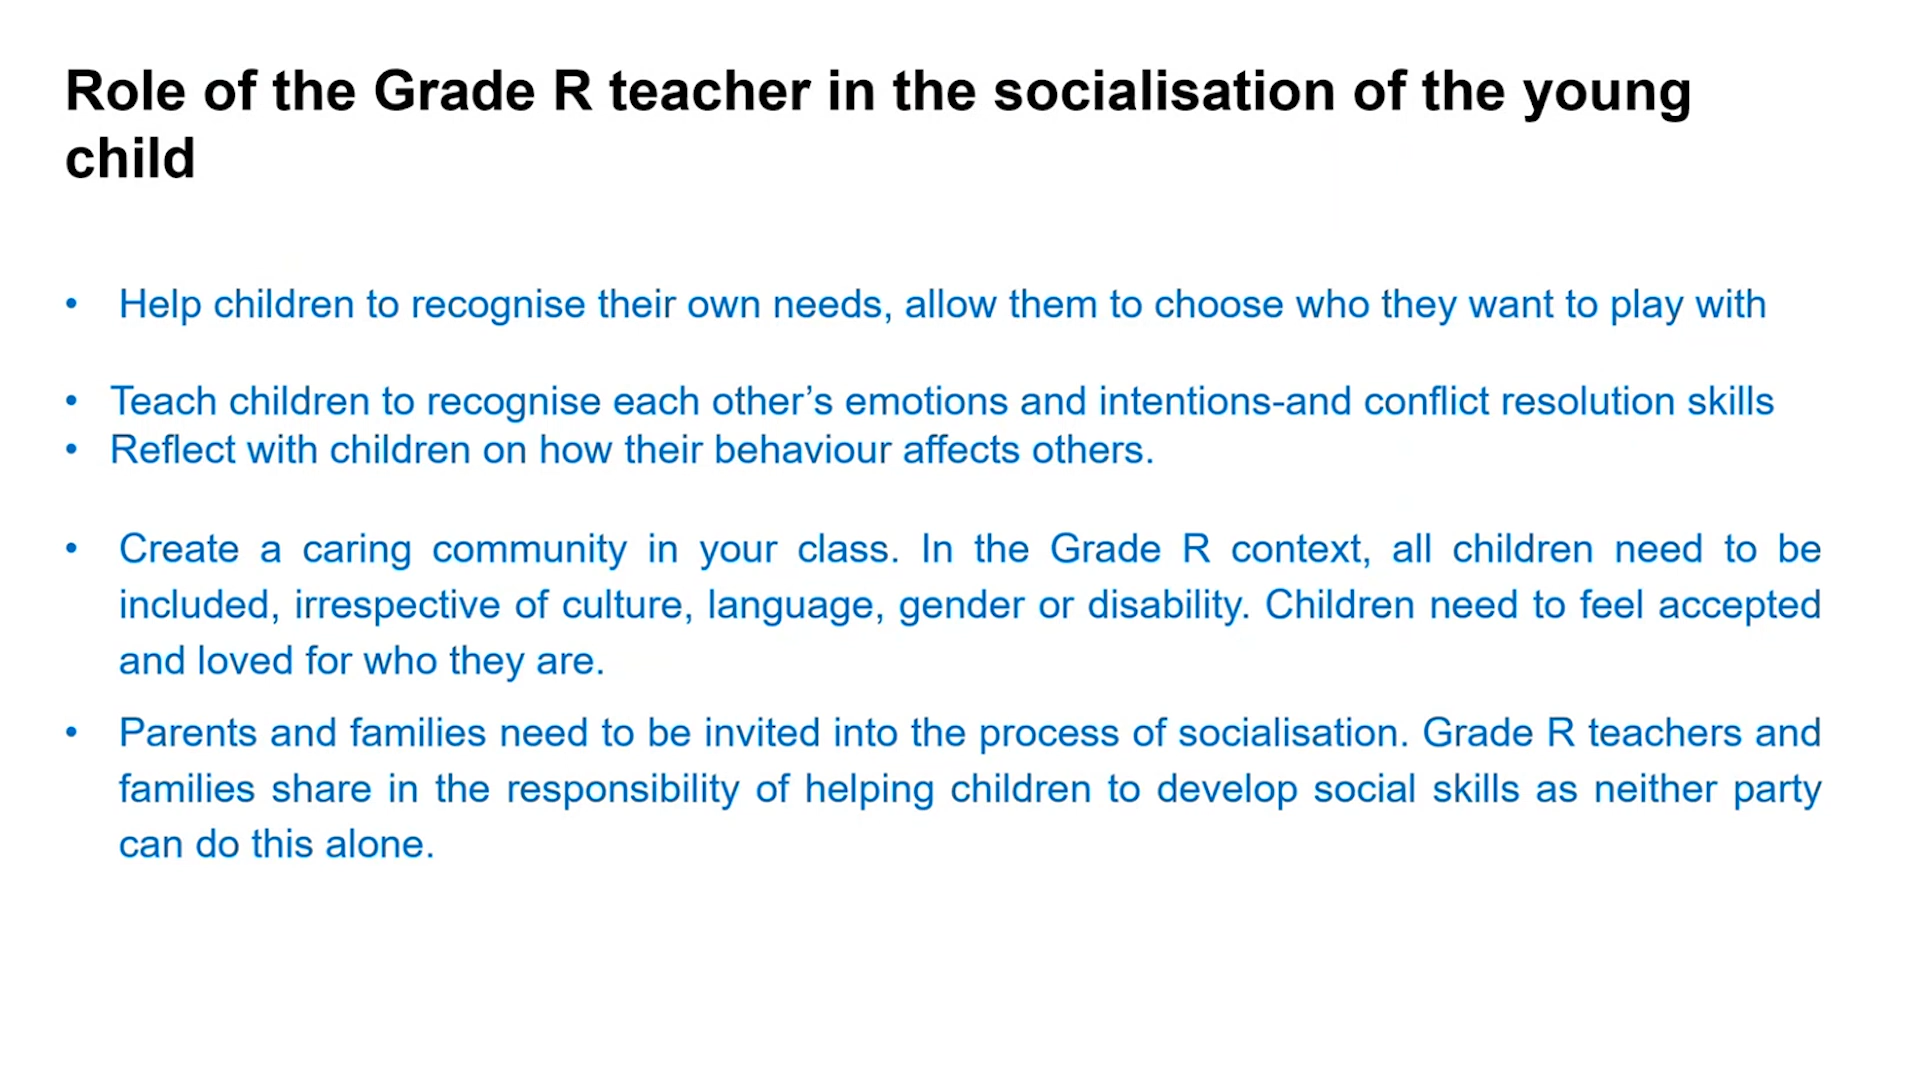 Role of the Grade R teacher in the socialisation of the young
child
• Help children to recognise their own needs, allow them to choose who they want to play with
• Teach children to recognise each other’s emotions and intentions-and conflict resolution skills
• Reflect with children on how their behaviour affects others.
• Create a caring community in your class. In the Grade R context, all children need to be
included, irrespective of culture, language, gender or disability. Children need to feel accepted
and loved for who they are.
• Parents and families need to be invited into the process of socialisation. Grade R teachers and
families share in the responsibility of helping children to develop social skills as neither party
can do this alone.